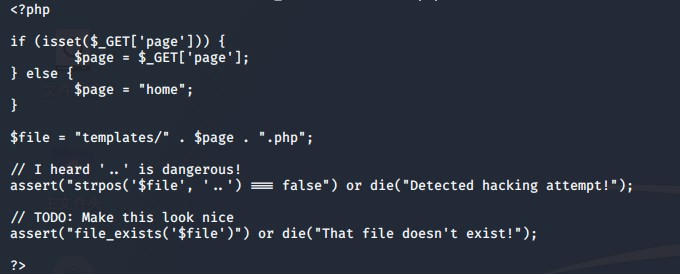 <?php
if (isset($_GET['page'])) {
        $page = $_GET['page'];
} else {
        $page = "home";
}
$file = "templates/" . $page . ".php";
// I heard '..' is dangerous!
assert("strpos('$file', '..') === false") or die("Detected hacking attempt!");
// TODO: Make this look nice
assert("file_exists('$file')") or die("That file doesn't exist!");
?>